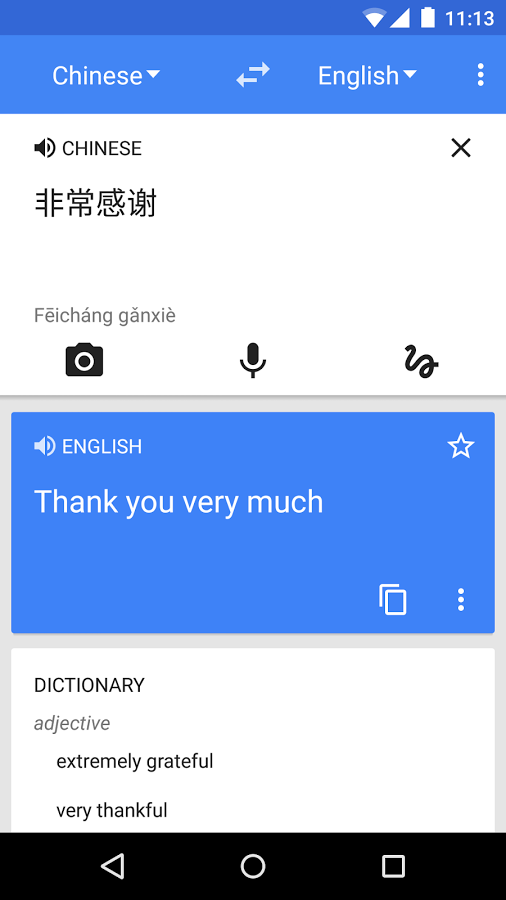 11:13
Chinese English
CHINESE
非常感谢
Fēicháng gǎnxiè
ENGLISH
Thank you very much
DICTIONARY
adjective
extremely grateful
very thankful